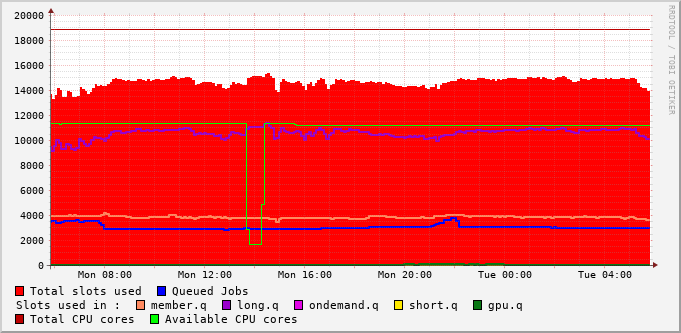 RRDTOOL / TOBI OETIKER
20000
18000
16000
14000
12000
10000
8000
6000
4000
2000
0
Mon 08:00 Mon 12:00 Mon 16:00 Mon 20:00 Tue 00:00 Tue 04:00
Total slots used Queued Jobs
Slots used in : member.q long.q ondemand.q short.q gpu.q
Total CPU cores Available CPU cores